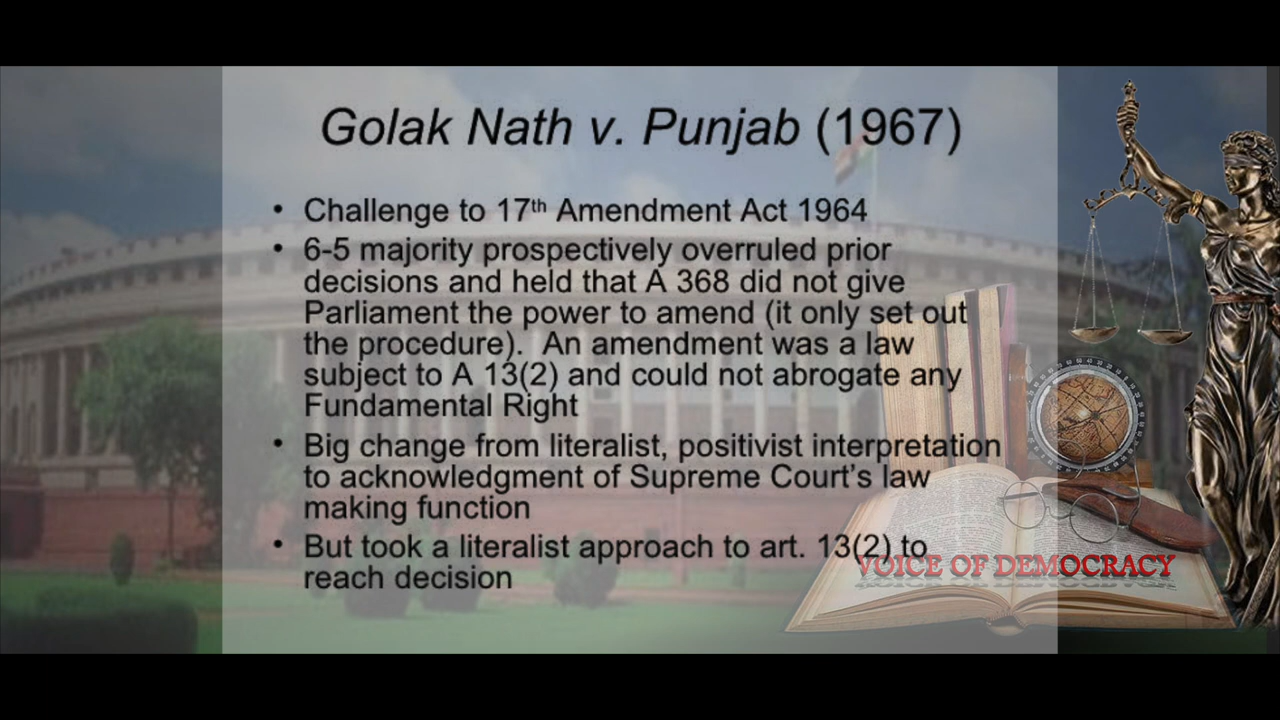 Golak Nath v. Punjab (1967)
• Challenge to 17th Amendment Act 1964
• 6-5 majority prospectively overruled prior
decisions and held that A 368 did not give
Parliament the power to amend (it only set out
the procedure).  An amendment was a law
subject to A 13(2) and could not abrogate any
Fundamental Right
• Big change from literalist, positivist interpretation
to acknowledgment of Supreme Court's law
making function
• But took a literalist approach to art. 13(2) to
reach decision
VOICE OF DEMOCRACY